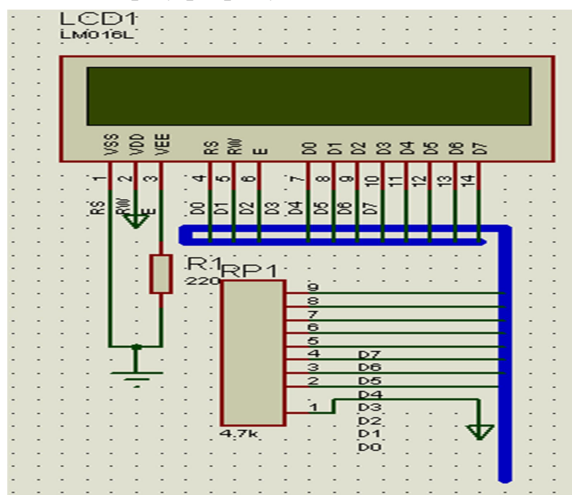 LCD1
LM016L
VSS VDD VEE RS RW E D0 D1 D2 D3 D4 D5 D6 D7
1 2 3 4 5 6 7 8 9 10 11 12 13 14
RS RW E D0 D1 D2 D3 D4 D5 D6 D7
R1
220
RP1
9
8
7
6
5
4 D7
3 D6
2 D5
D4
1 D3
D2
4.7k D1
D0